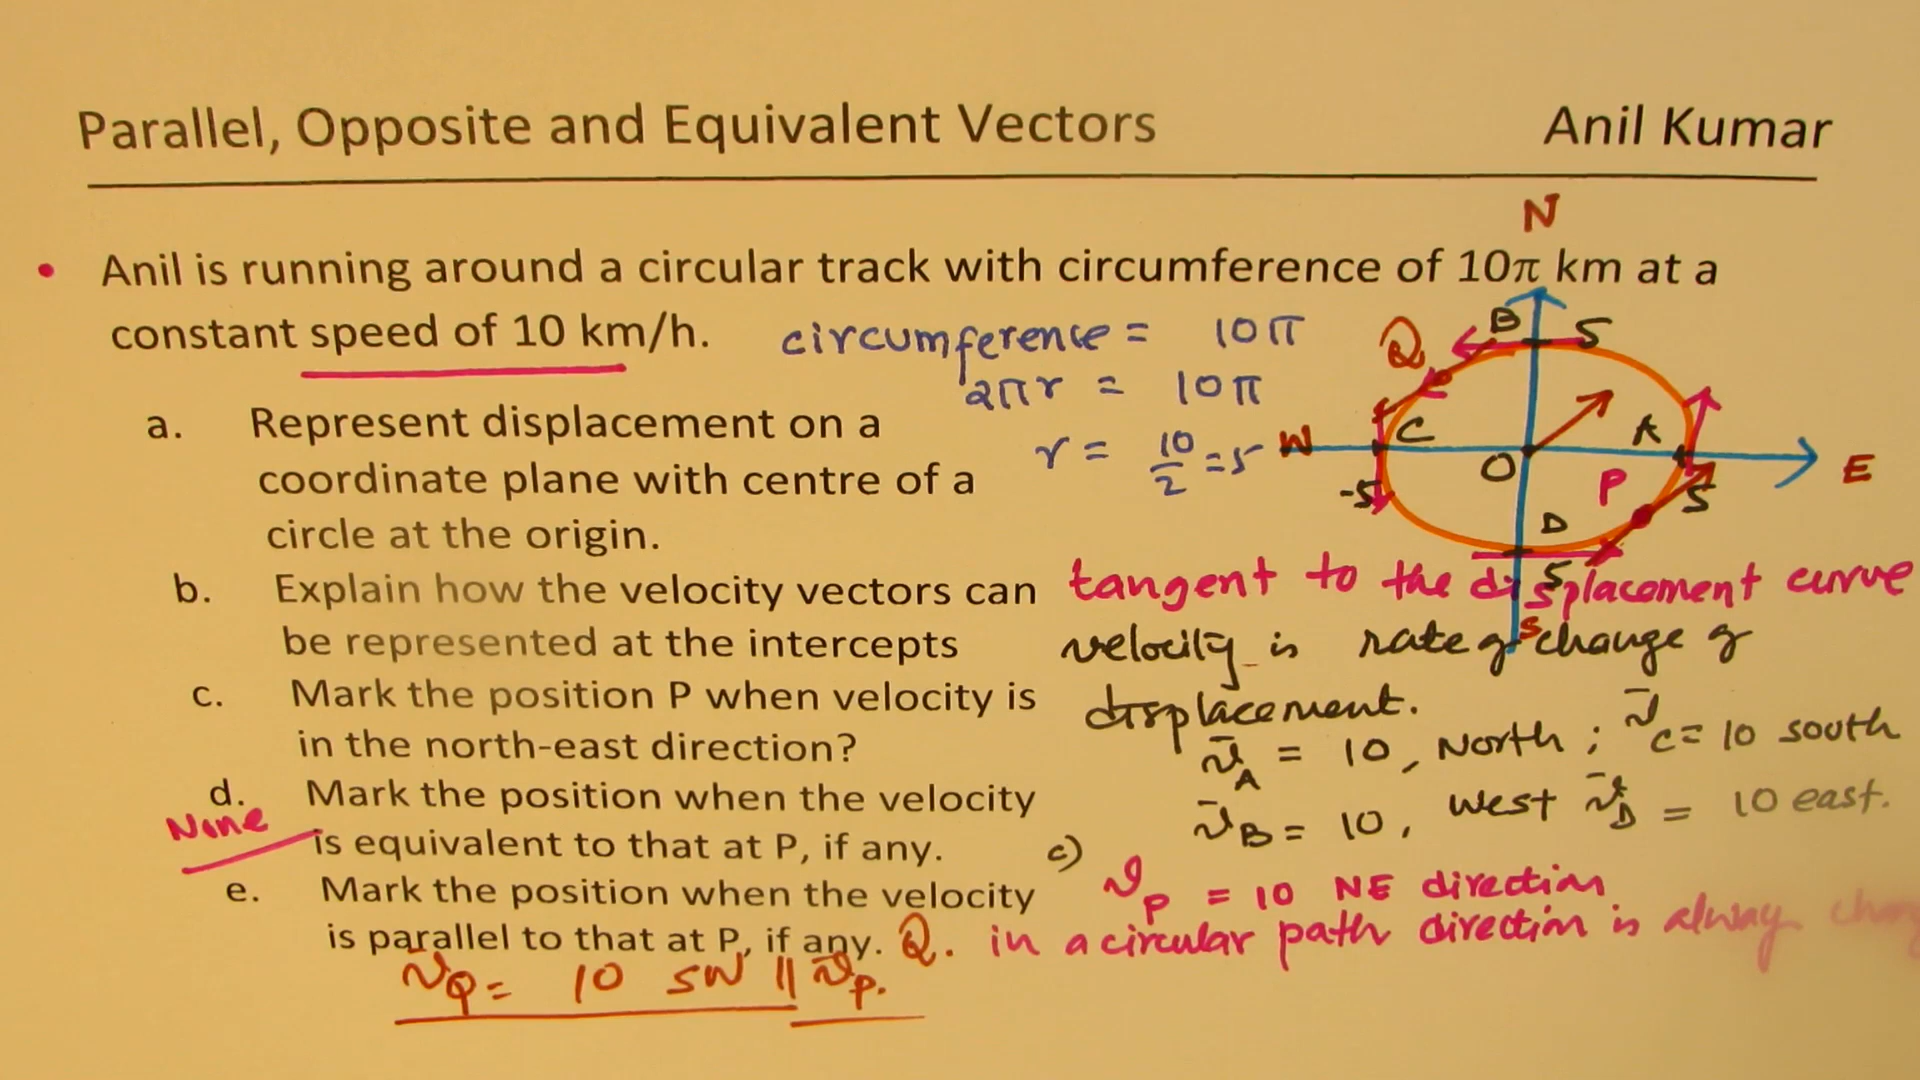 Parallel, Opposite and Equivalent Vectors Anil Kumar
N
• Anil is running around a circular track with circumference of 10π km at a
constant speed of 10 km/h.
circumference = 10π
2πr = 10π
r = 10/2 = 5
B 5
Q
W C O A E
-5 P 5
D
5
S
a. Represent displacement on a
coordinate plane with centre of a
circle at the origin.
b. Explain how the velocity vectors can
be represented at the intercepts
tangent to the displacement curve
velocity is rate of change of
displacement.
c. Mark the position P when velocity is
in the north-east direction?
v̄A = 10, North ; v̄C = 10 south
v̄B = 10, west v̄D = 10 east.
d. Mark the position when the velocity
is equivalent to that at P, if any.
None
c) v̄P = 10 NE direction
e. Mark the position when the velocity
is parallel to that at P, if any. Q. in a circular path direction is alway
v̄Q = 10 SW || v̄P.